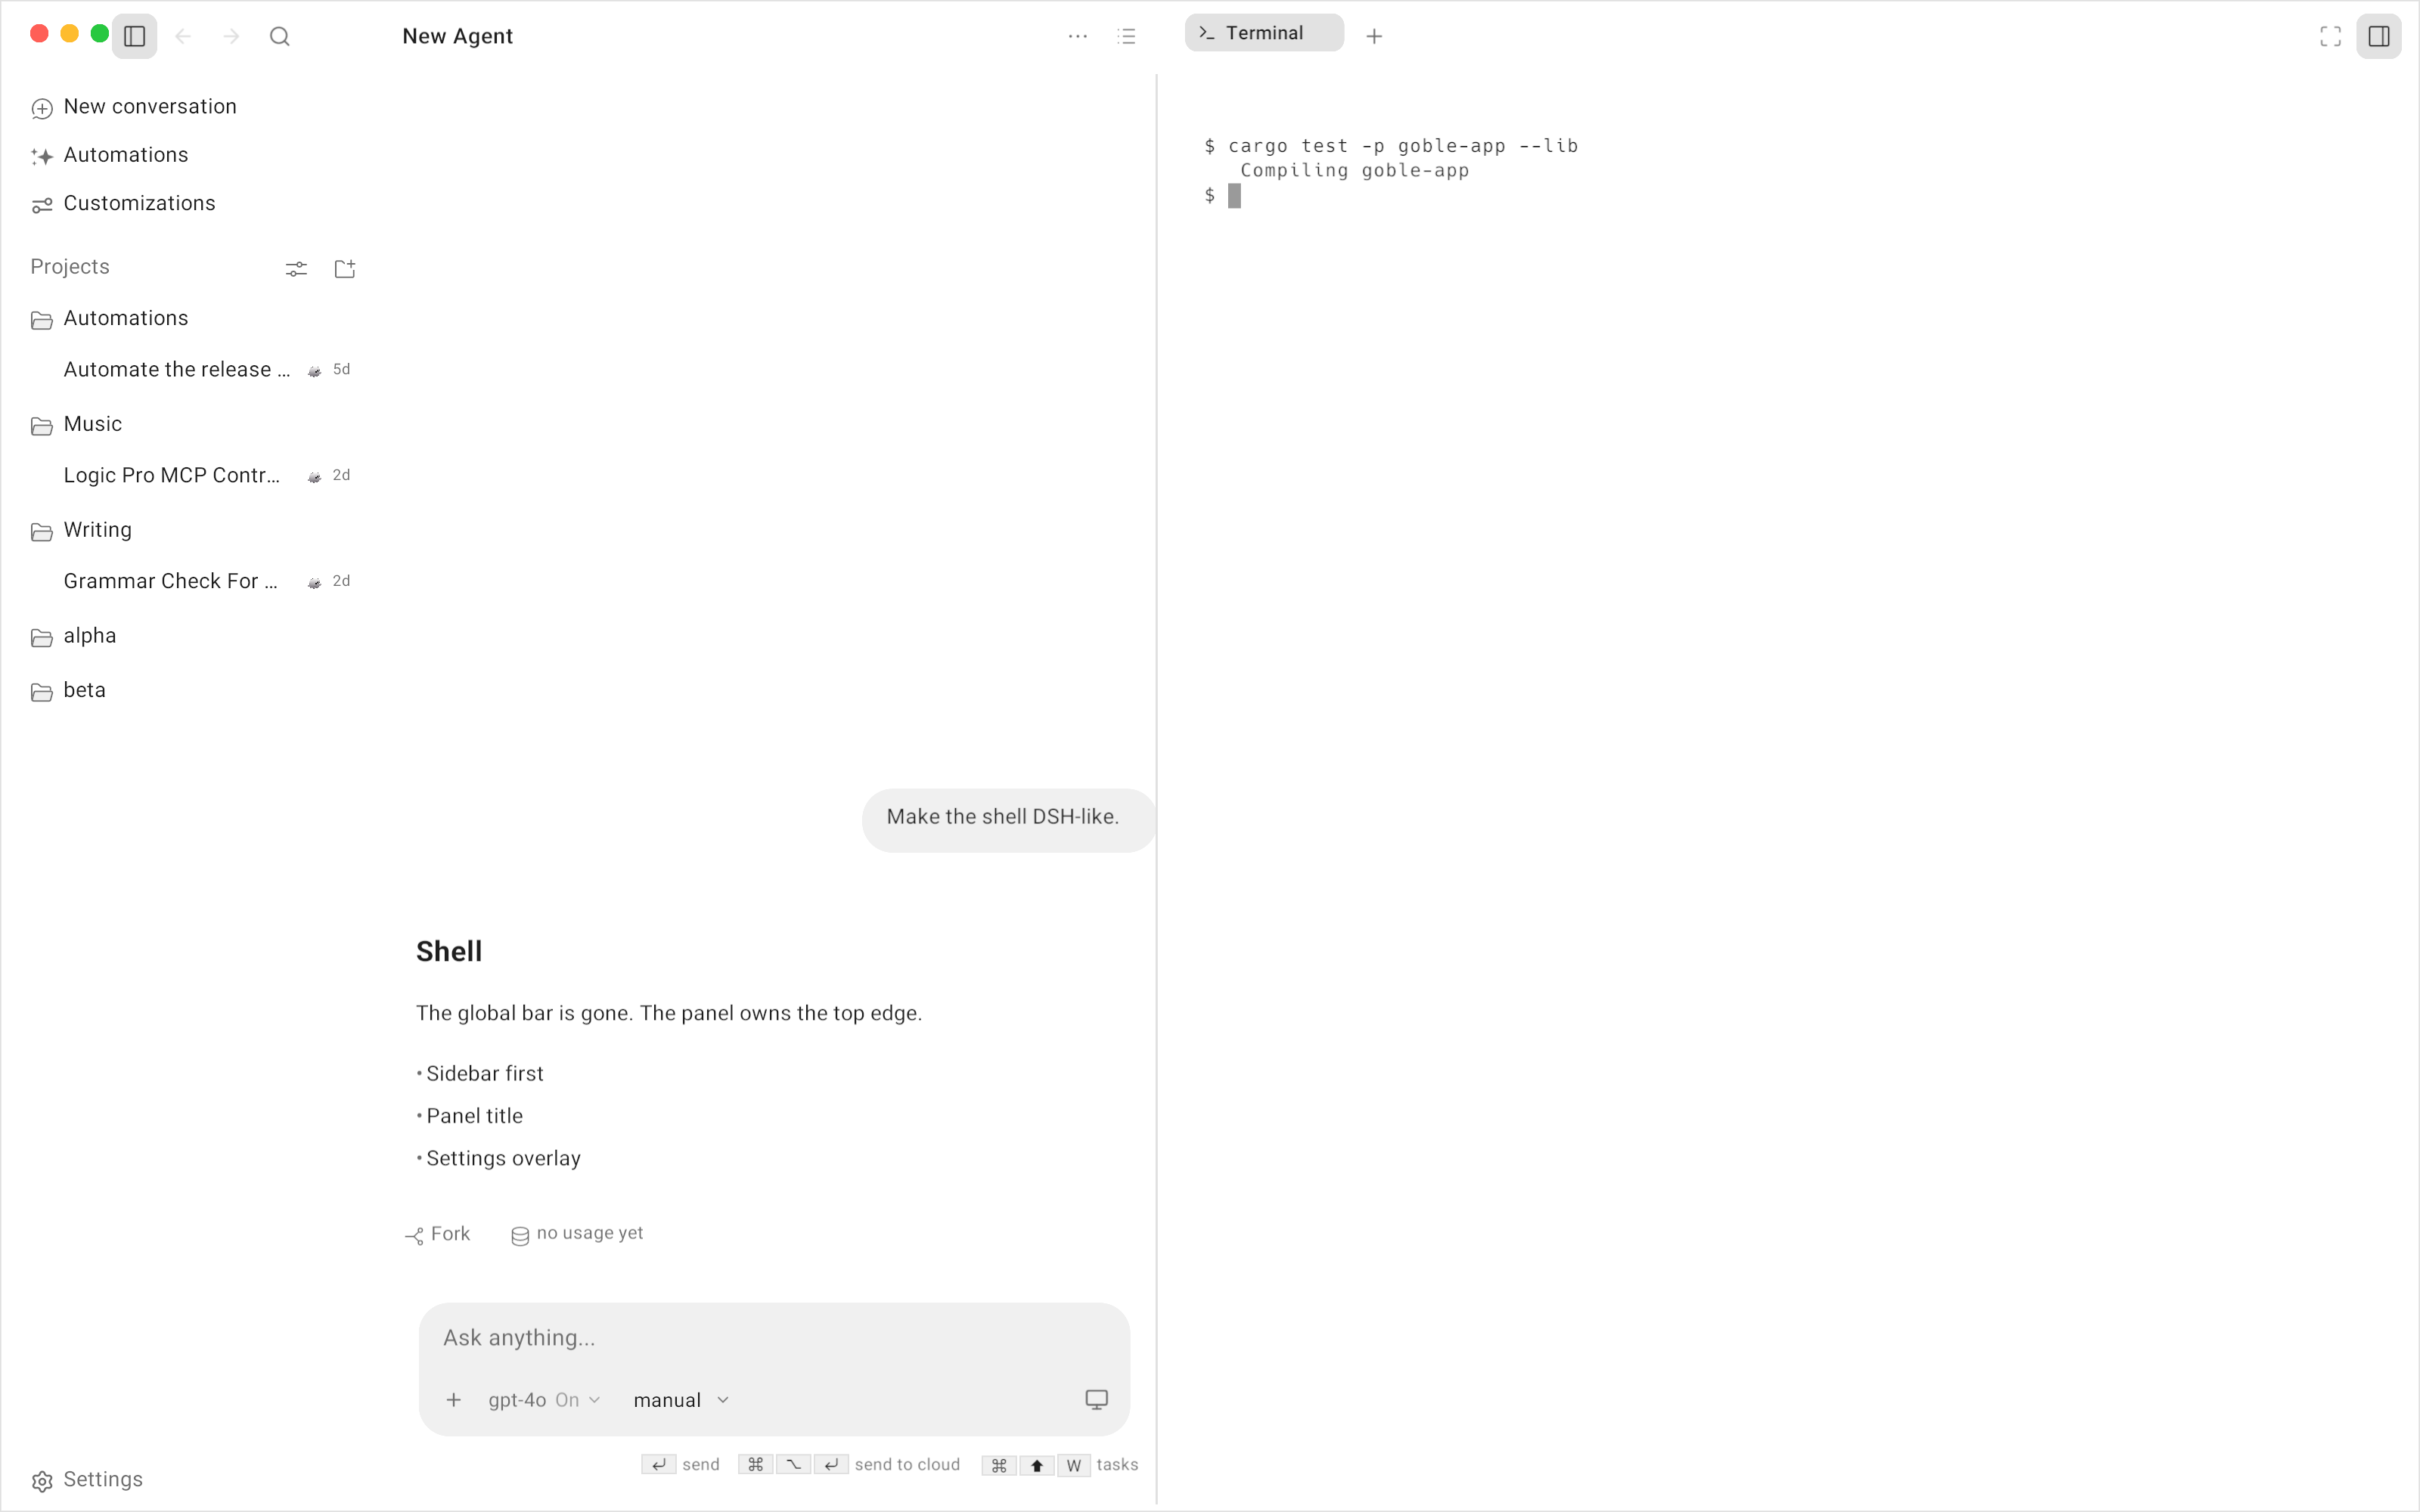 New Agent
Terminal
New conversation
Automations
Customizations
Projects
Automations
Automate the release ... 5d
Music
Logic Pro MCP Contr... 2d
Writing
Grammar Check For ... 2d
alpha
beta
Settings
Make the shell DSH-like.
Shell
The global bar is gone. The panel owns the top edge.
• Sidebar first
• Panel title
• Settings overlay
Fork no usage yet
Ask anything...
gpt-4o On manual
send ⌘ ⌥ send to cloud ⌘ W tasks
$ cargo test -p goble-app --lib
Compiling goble-app
$